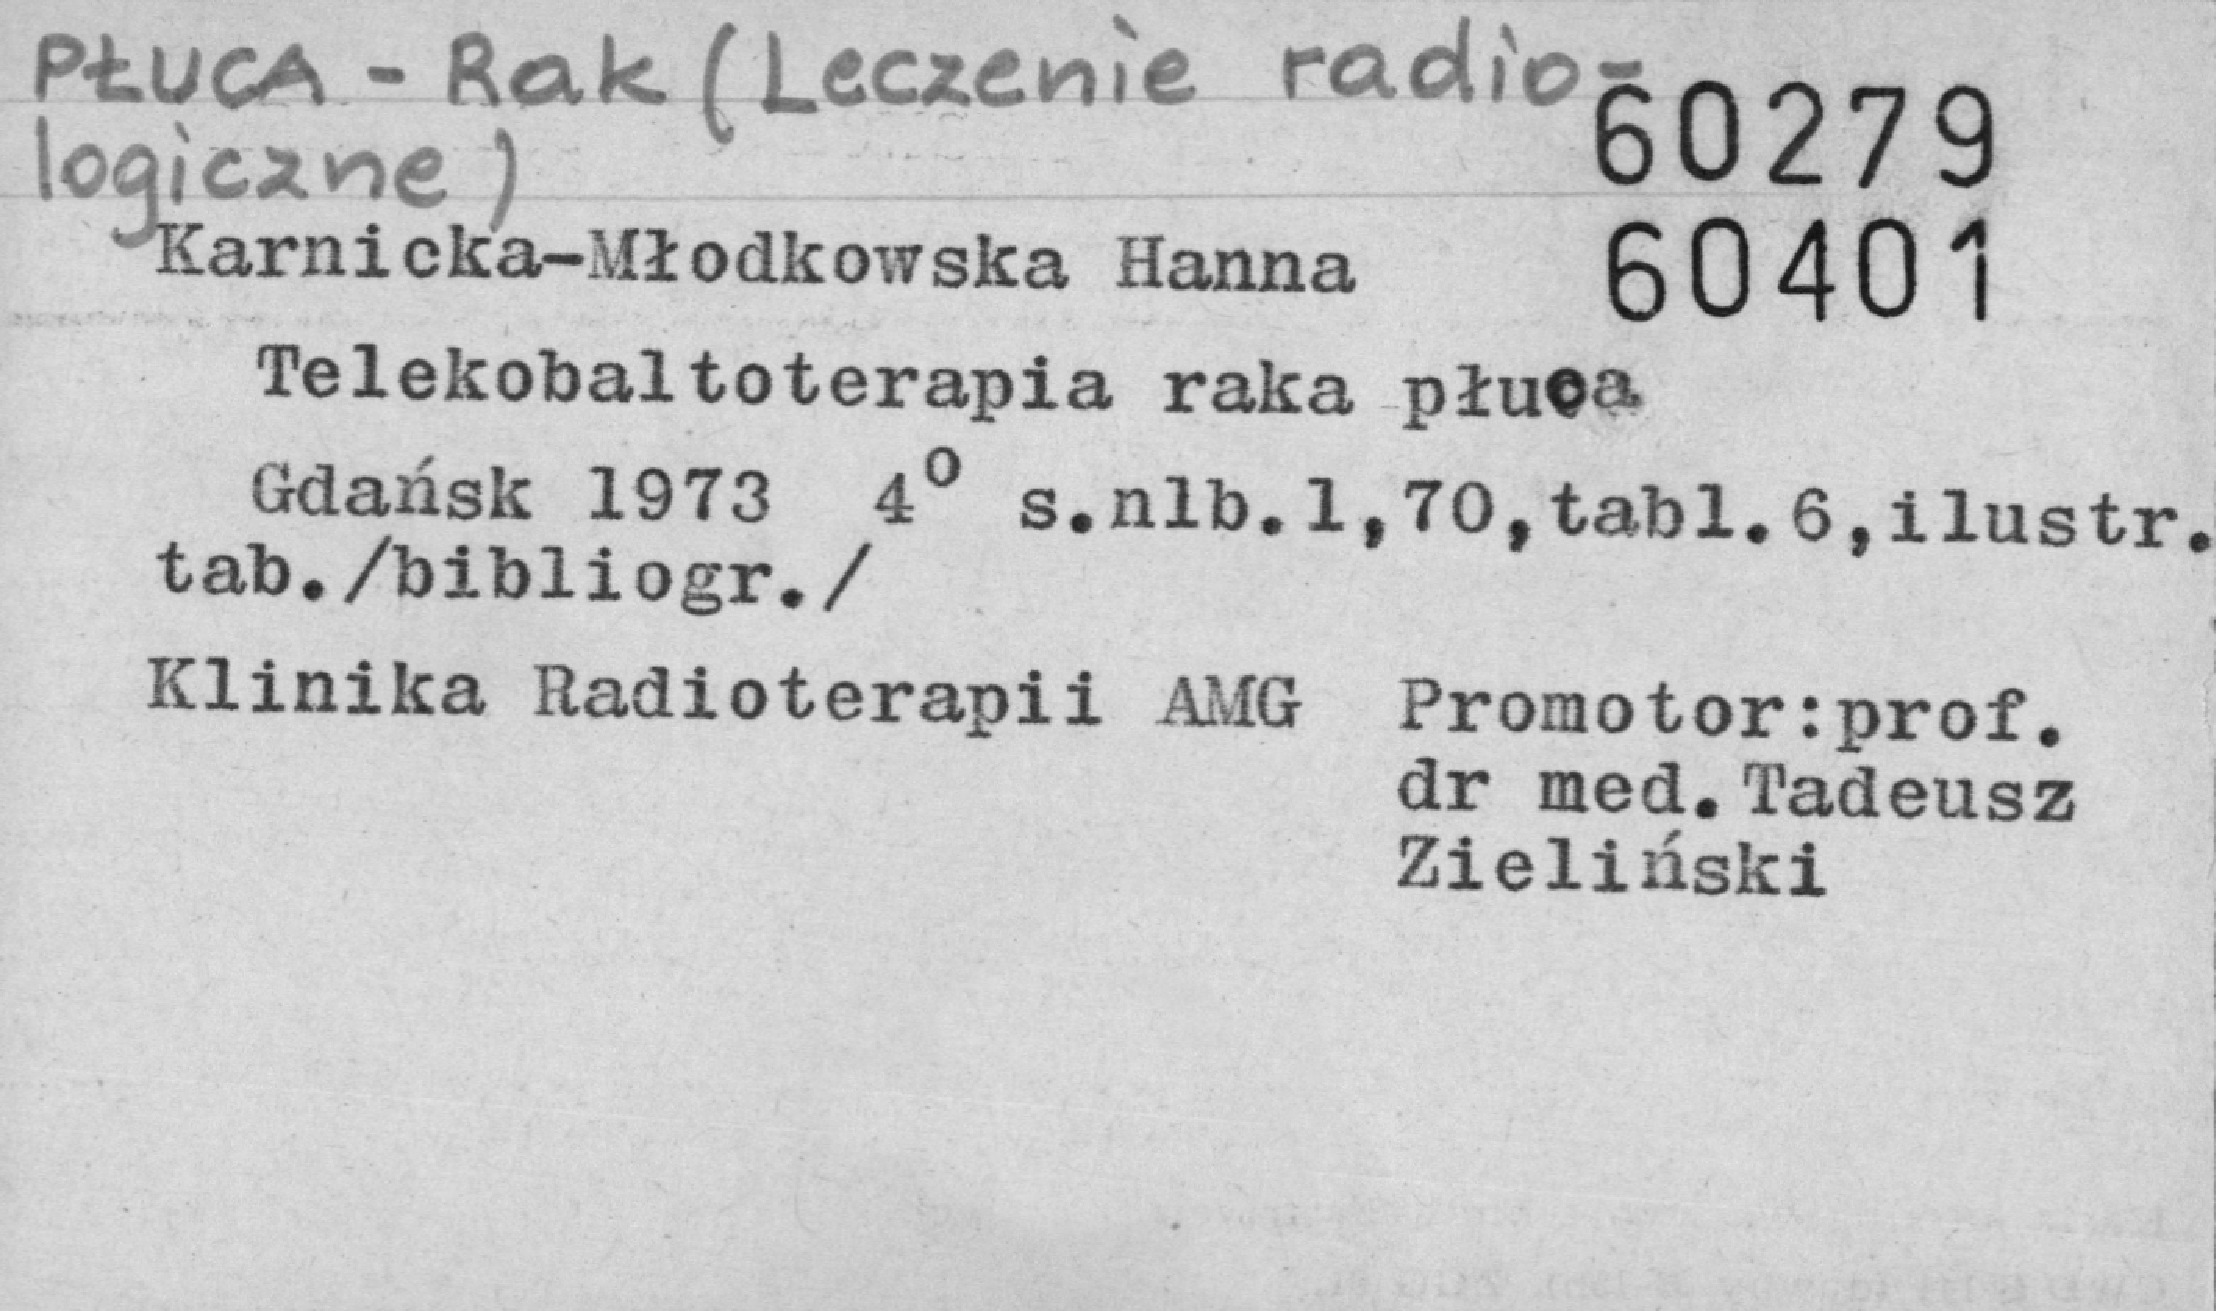 PŁUCA - Rak (Leczenie radio-
logiczne)
60279
Karnicka-Młodkowska Hanna
60401
Telekobaltoterapia raka płuca
Gdańsk 1973 4° s.nlb.1,70,tabl.6,ilustr.
tab./bibliogr./
Klinika Radioterapii AMG Promotor:prof.
dr med.Tadeusz
Zieliński